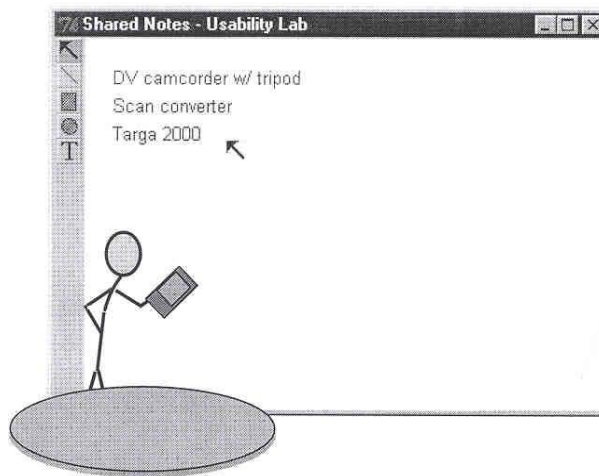 Shared Notes - Usability Lab
DV camcorder w/ tripod
Scan converter
Targa 2000
T